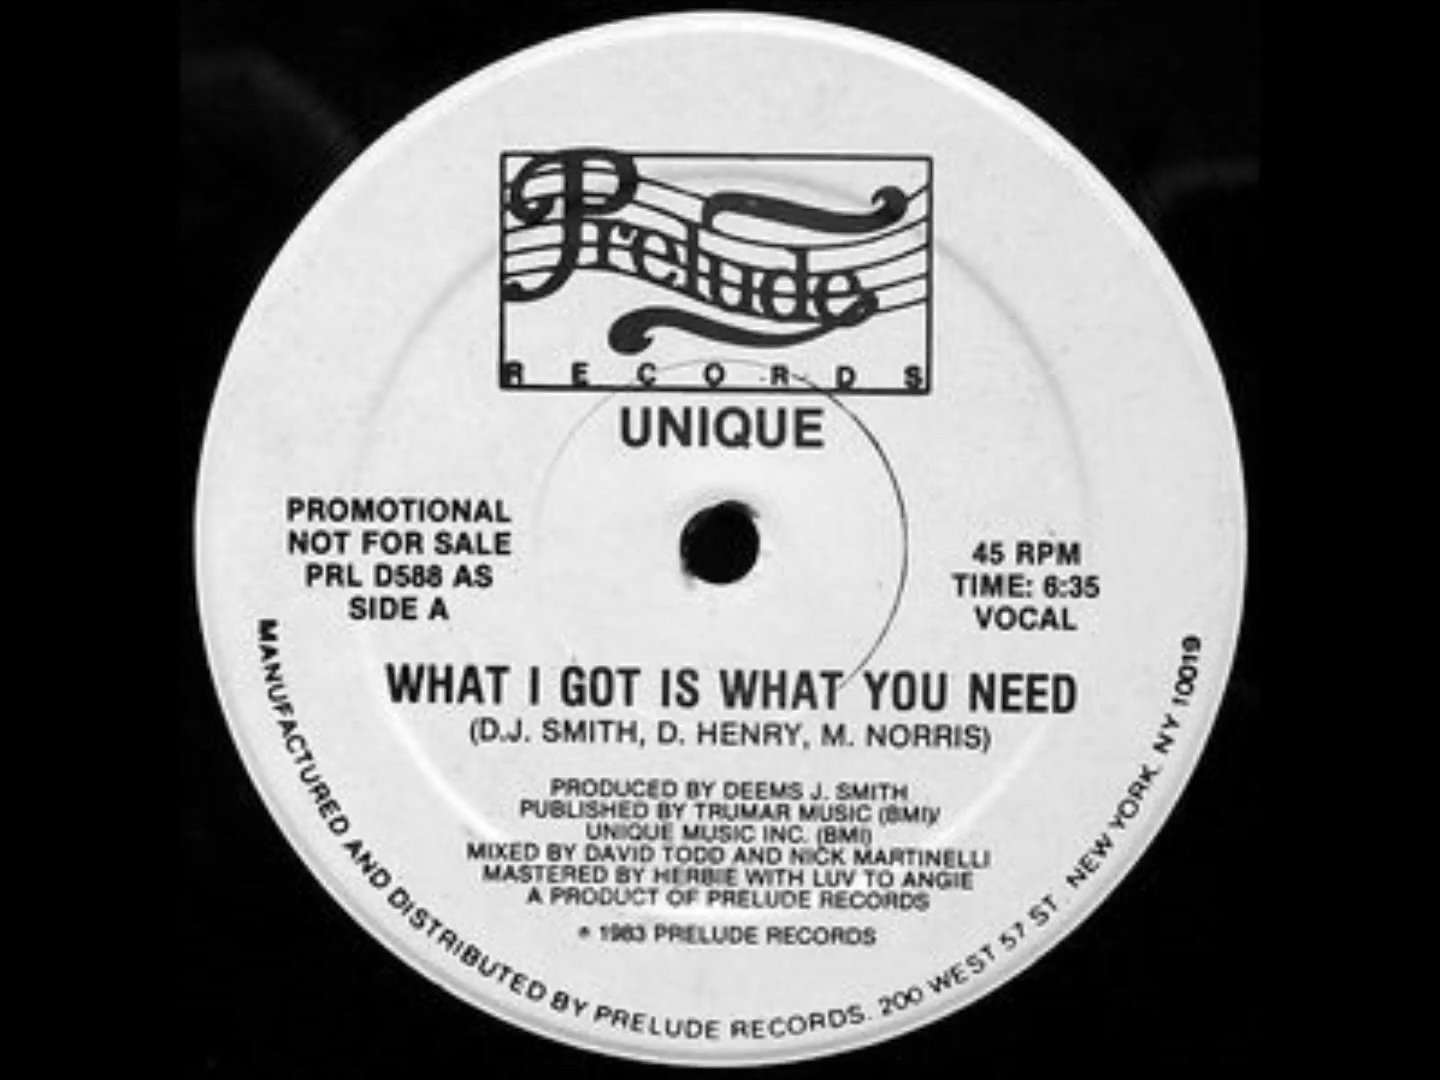 Prelude
RECORDS
UNIQUE
PROMOTIONAL
NOT FOR SALE
PRL D588 AS
SIDE A
45 RPM
TIME: 6:35
VOCAL
WHAT I GOT IS WHAT YOU NEED
(D.J. SMITH, D. HENRY, M. NORRIS)
PRODUCED BY DEEMS J. SMITH
PUBLISHED BY TRUMAR MUSIC (BMI)/
UNIQUE MUSIC INC. (BMI)
MIXED BY DAVID TODD AND NICK MARTINELLI
MASTERED BY HERBIE WITH LUV TO ANGIE
A PRODUCT OF PRELUDE RECORDS
℗ 1983 PRELUDE RECORDS
MANUFACTURED AND DISTRIBUTED BY PRELUDE RECORDS. 200 WEST 57 ST. NEW YORK. NY 10019